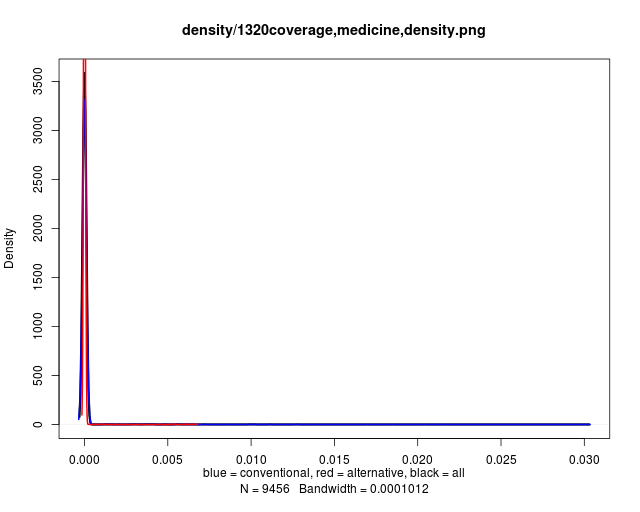 density/1320coverage,medicine,density.png
Density
3500
3000
2500
2000
1500
1000
500
0
0.000 0.005 0.010 0.015 0.020 0.025 0.030
blue = conventional, red = alternative, black = all
N = 9456 Bandwidth = 0.0001012